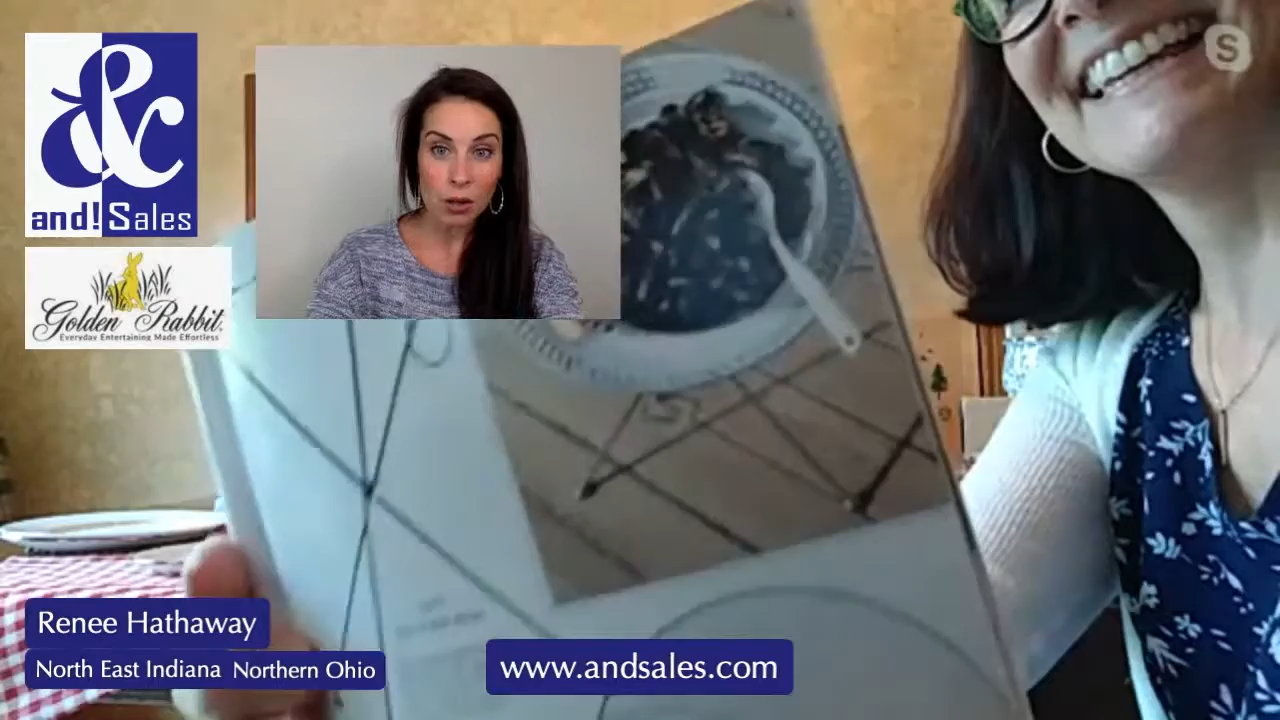 &
and! Sales
Golden Rabbit
Everyday Entertaining Made Effortless
S
Renee Hathaway
North East Indiana Northern Ohio
www.andsales.com